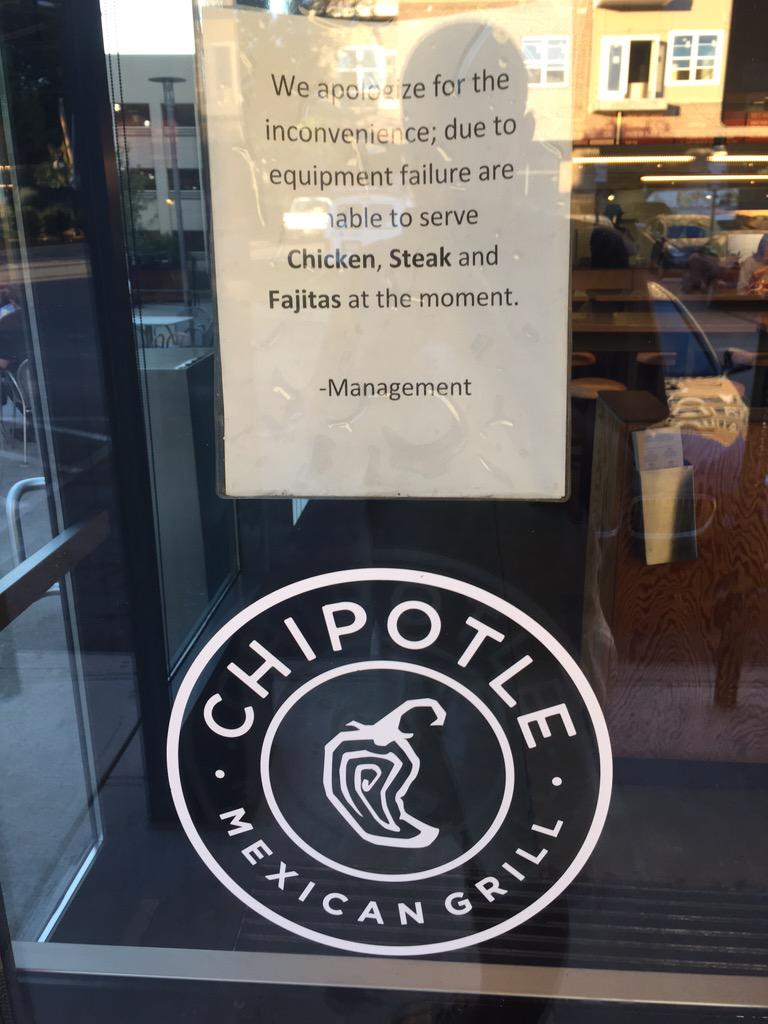 We apologize for the
inconvenience; due to
equipment failure are
unable to serve
Chicken, Steak and
Fajitas at the moment.
-Management
CHIPOTLE
MEXICAN GRILL